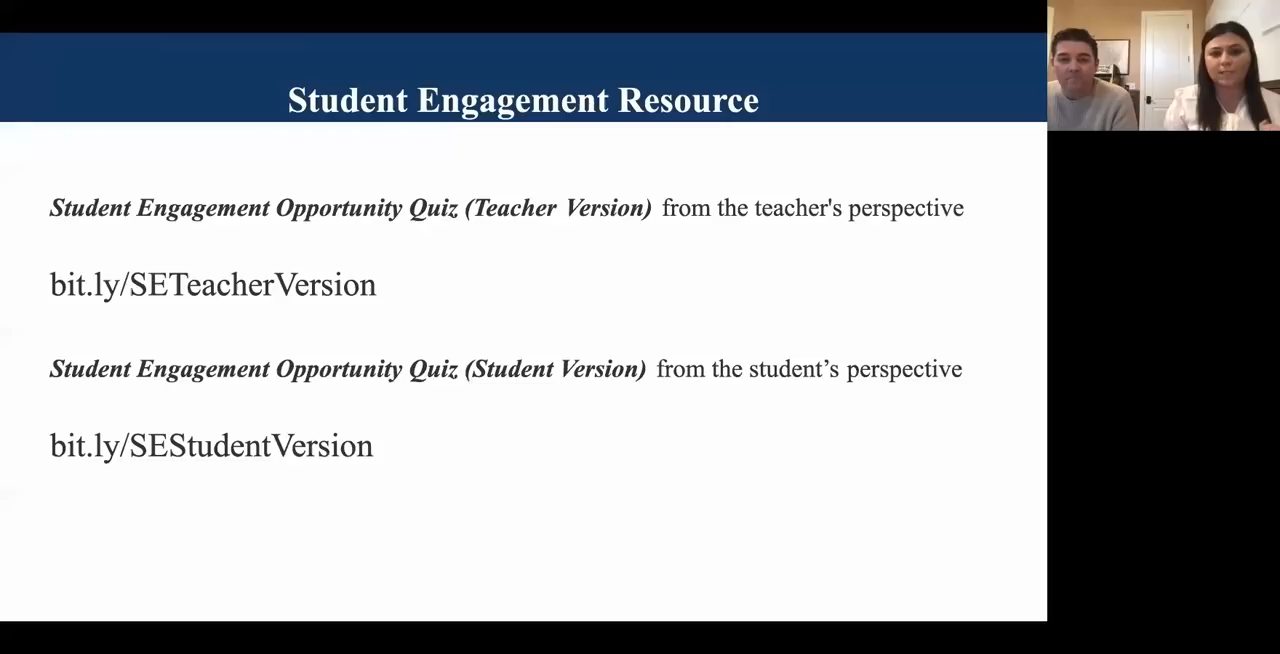 Student Engagement Resource
Student Engagement Opportunity Quiz (Teacher Version) from the teacher's perspective
bit.ly/SETeacherVersion
Student Engagement Opportunity Quiz (Student Version) from the student’s perspective
bit.ly/SEStudentVersion